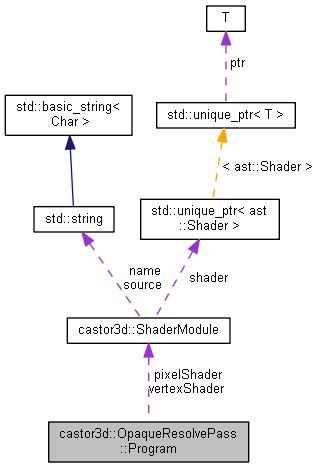 T
ptr
std::basic_string<
Char >
std::unique_ptr< T >
< ast::Shader >
std::string
std::unique_ptr< ast
::Shader >
name
source
shader
castor3d::ShaderModule
pixelShader
vertexShader
castor3d::OpaqueResolvePass
::Program